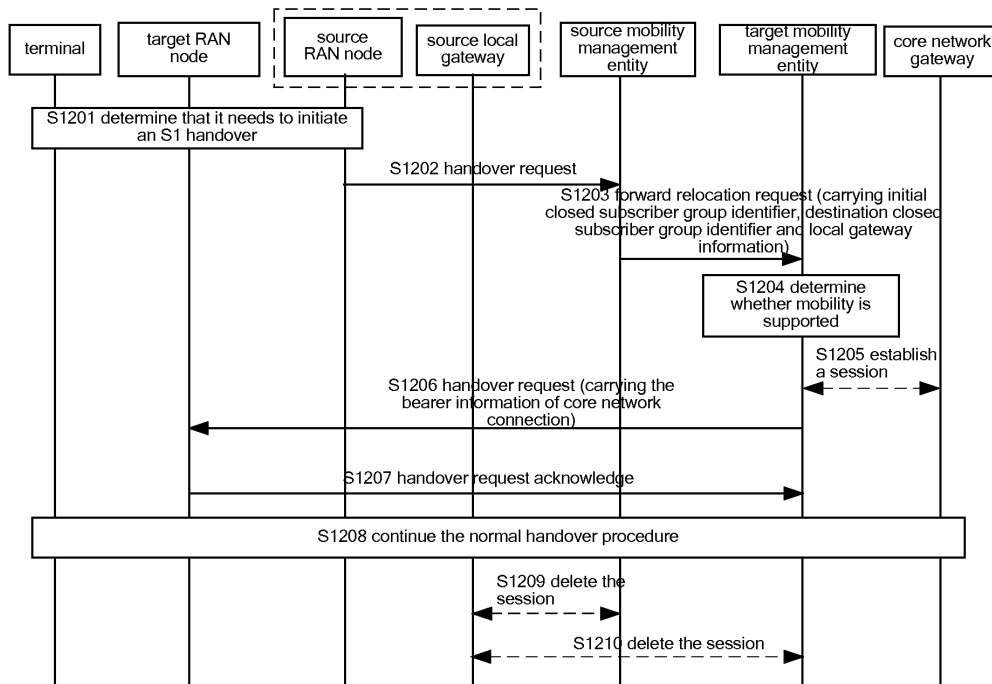 terminal
target RAN
node
source
RAN node
source local
gateway
source mobility
management
entity
target mobility
management
entity
core network
gateway
S1201 determine that it needs to initiate
an S1 handover
S1202 handover request
S1203 forward relocation request (carrying initial
closed subscriber group identifier, destination closed
subscriber group identifier and local gateway
information)
S1204 determine
whether mobility is
supported
S1205 establish
a session
S1206 handover request (carrying the
bearer information of core network
connection)
S1207 handover request acknowledge
S1208 continue the normal handover procedure
S1209 delete the
session
S1210 delete the session